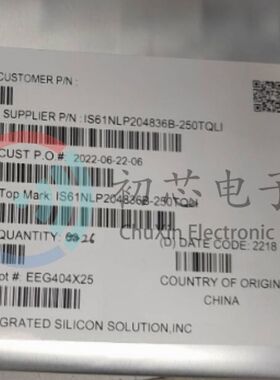 CUSTOMER P/N :
SUPPLIER P/N : IS61NLP204836B-250TQLI
CUST P.O.#: 2022-06-22-06
Top Mark: IS61NLP204836B-250TQLI
初芯电子
ChuXin Electronic
QUANTITY:
(D) DATE CODE: 2218
ot #: EEG404X25
COUNTRY OF ORIGIN
CHINA
GRATED SILICON SOLUTION,INC